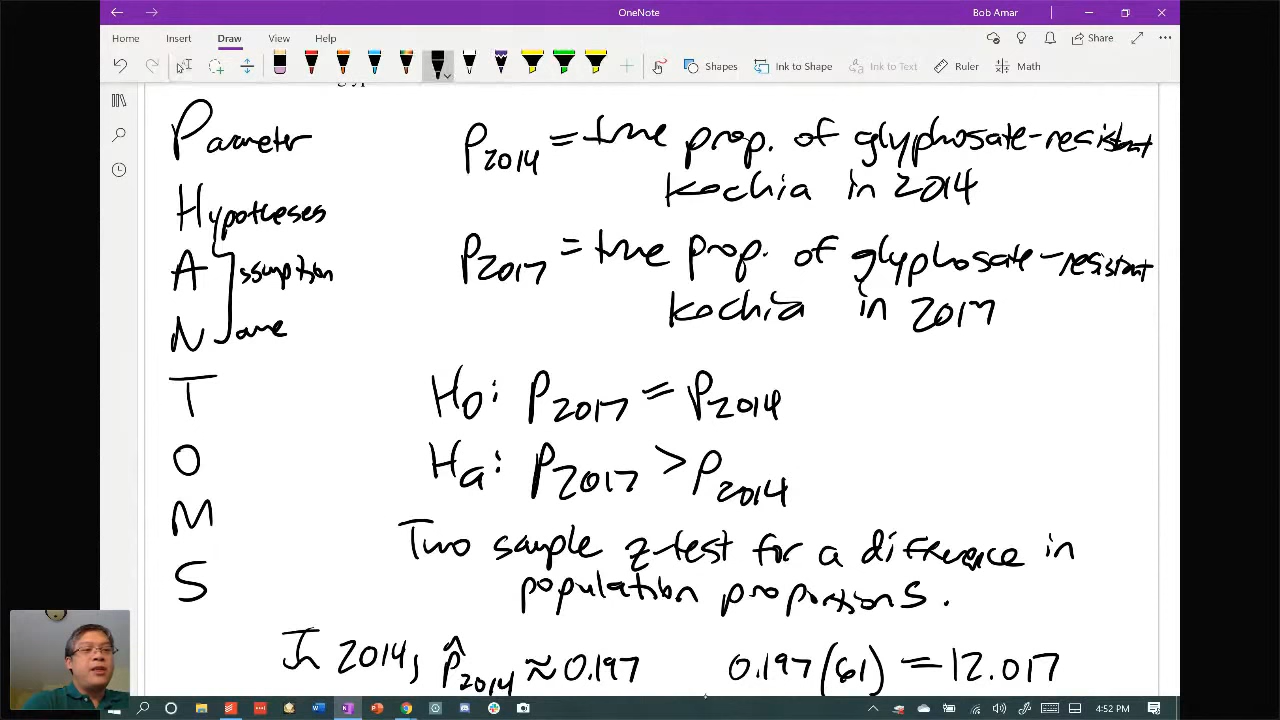 OneNote
Bob Amar
Home Insert Draw View Help
Share
Shapes Ink to Shape Ink to Text Ruler Math
Parameter
Hypotheses
Assumption
Name
T
O
M
S
P2014 = true prop. of glyphosate-resistant
kochia in 2014
P2017 = true prop. of glyphosate-resistant
kochia in 2017
H0: P2017 = P2014
Ha: P2017 > P2014
Two sample z-test for a difference in
population proportions.
In 2014, p̂2014 ≈ 0.197 0.197(61) = 12.017
4:52 PM